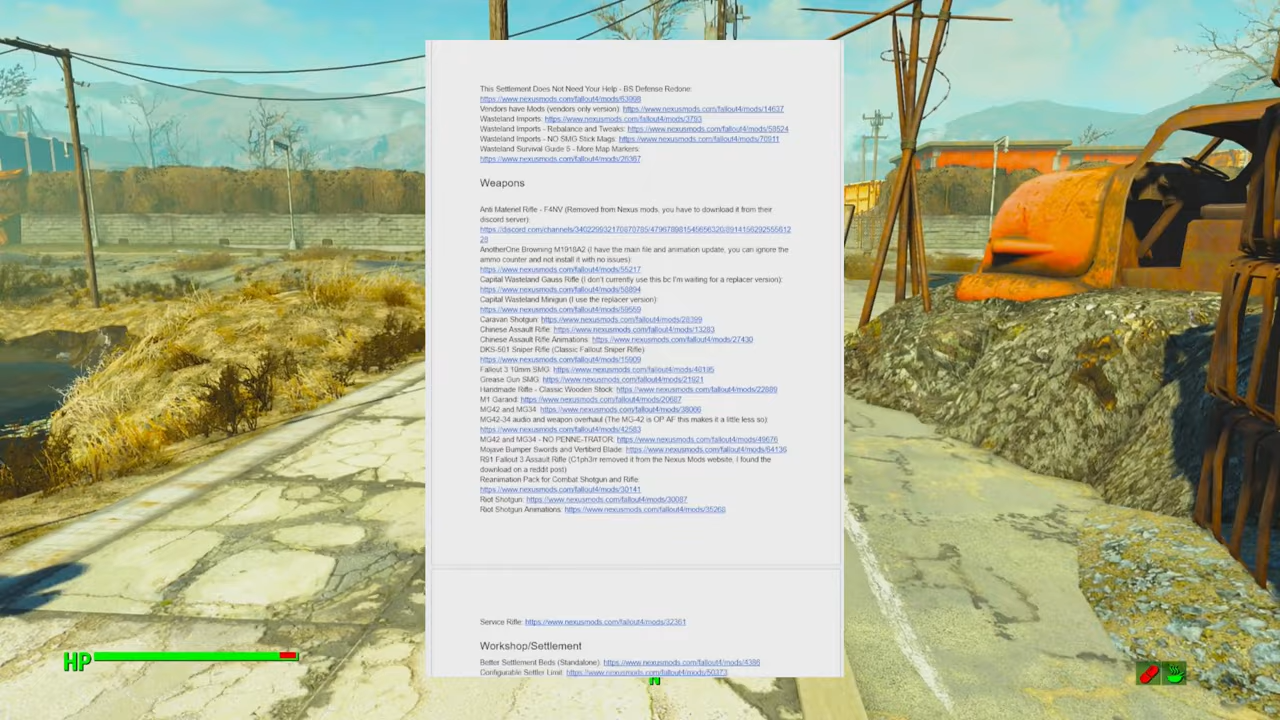 This Settlement Does Not Need Your Help - BS Defense Redone:
https://www.nexusmods.com/fallout4/mods/53998
Vendors have Mods (vendors only version): https://www.nexusmods.com/fallout4/mods/14637
Wasteland Imports: https://www.nexusmods.com/fallout4/mods/3793
Wasteland Imports - Rebalance and Tweaks: https://www.nexusmods.com/fallout4/mods/58524
Wasteland Imports - NO SMG Stick Mags: https://www.nexusmods.com/fallout4/mods/70911
Wasteland Survival Guide 5 - More Map Markers:
https://www.nexusmods.com/fallout4/mods/26367
Weapons
Anti Materiel Rifle - F4NV (Removed from Nexus mods, you have to download it from their
discord server):
28
AnotherOne Browning M1918A2 (I have the main file and animation update, you can ignore the
ammo counter and not install it with no issues):
https://www.nexusmods.com/fallout4/mods/55217
Capital Wasteland Gauss Rifle (I don't currently use this bc I'm waiting for a replacer version):
https://www.nexusmods.com/fallout4/mods/58894
Capital Wasteland Minigun (I use the replacer version):
https://www.nexusmods.com/fallout4/mods/59559
Caravan Shotgun: https://www.nexusmods.com/fallout4/mods/28399
Chinese Assault Rifle: https://www.nexusmods.com/fallout4/mods/13283
Chinese Assault Rifle Animations: https://www.nexusmods.com/fallout4/mods/27430
DKS-501 Sniper Rifle (Classic Fallout Sniper Rifle)
https://www.nexusmods.com/fallout4/mods/15909
Fallout 3 10mm SMG: https://www.nexusmods.com/fallout4/mods/48195
Grease Gun SMG: https://www.nexusmods.com/fallout4/mods/21921
Handmade Rifle - Classic Wooden Stock: https://www.nexusmods.com/fallout4/mods/22889
M1 Garand: https://www.nexusmods.com/fallout4/mods/20687
MG42 and MG34 https://www.nexusmods.com/fallout4/mods/38066
MG42-34 audio and weapon overhaul (The MG-42 is OP AF this makes it a little less so):
https://www.nexusmods.com/fallout4/mods/42583
MG42 and MG34 - NO PENNE-TRATOR: https://www.nexusmods.com/fallout4/mods/49676
Mojave Bumper Swords and Vertibird Blade: https://www.nexusmods.com/fallout4/mods/64136
R91 Fallout 3 Assault Rifle (C1ph3rr removed it from the Nexus Mods website, I found the
download on a reddit post)
Reanimation Pack for Combat Shotgun and Rifle:
https://www.nexusmods.com/fallout4/mods/30141
Riot Shotgun: https://www.nexusmods.com/fallout4/mods/30087
Riot Shotgun Animations: https://www.nexusmods.com/fallout4/mods/35268
Service Rifle: https://www.nexusmods.com/fallout4/mods/32361
Workshop/Settlement
Better Settlement Beds (Standalone): https://www.nexusmods.com/fallout4/mods/4388
Configurable Settler Limit: https://www.nexusmods.com/fallout4/mods/50373
HP
N